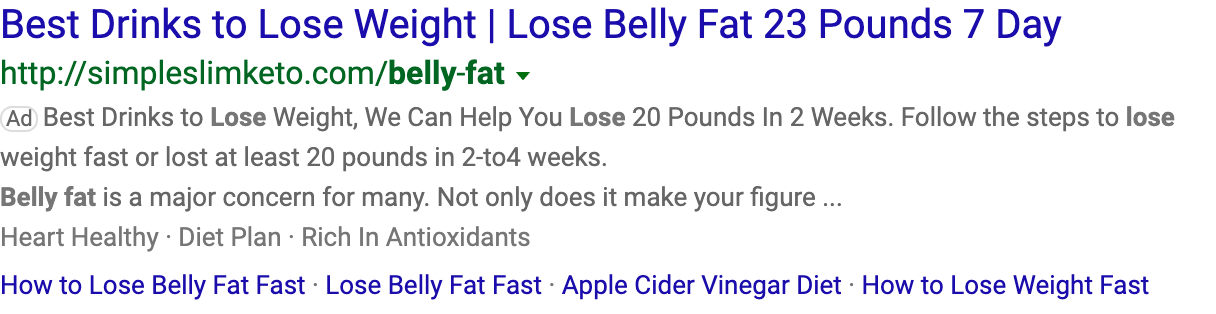 Best Drinks to Lose Weight | Lose Belly Fat 23 Pounds 7 Day
http://simpleslimketo.com/belly-fat
Ad Best Drinks to Lose Weight, We Can Help You Lose 20 Pounds In 2 Weeks. Follow the steps to lose
weight fast or lost at least 20 pounds in 2-to4 weeks.
Belly fat is a major concern for many. Not only does it make your figure ...
Heart Healthy · Diet Plan · Rich In Antioxidants
How to Lose Belly Fat Fast · Lose Belly Fat Fast · Apple Cider Vinegar Diet · How to Lose Weight Fast